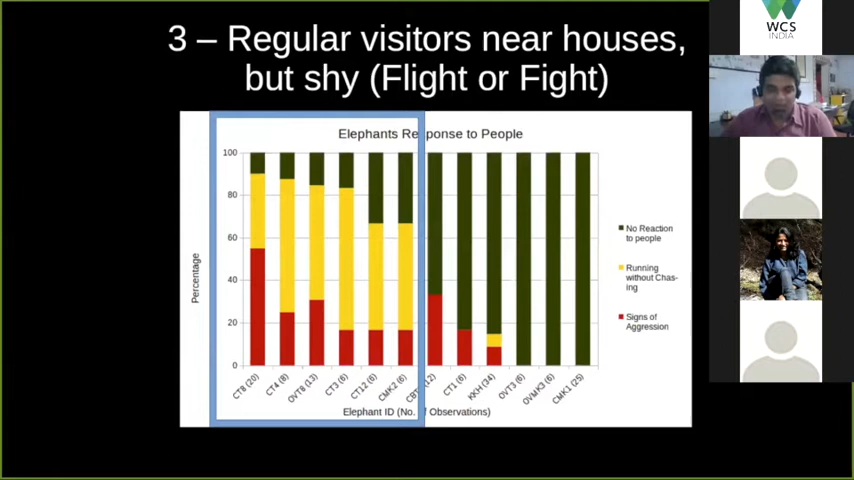 3 – Regular visitors near houses,
but shy (Flight or Fight)
WCS
INDIA
Elephants Response to People
100
80
60
40
20
0
Percentage
No Reaction
to people
Running
without Chas-
ing
Signs of
Aggression
CT8 (20)
CT4 (8)
OVT8 (13)
CT3 (6)
CT12 (6)
CMK2 (6)
(12)
CT1 (6)
KKH (34)
OVT3 (6)
OVMK3 (6)
CMK1 (25)
Elephant ID (No. of Observations)